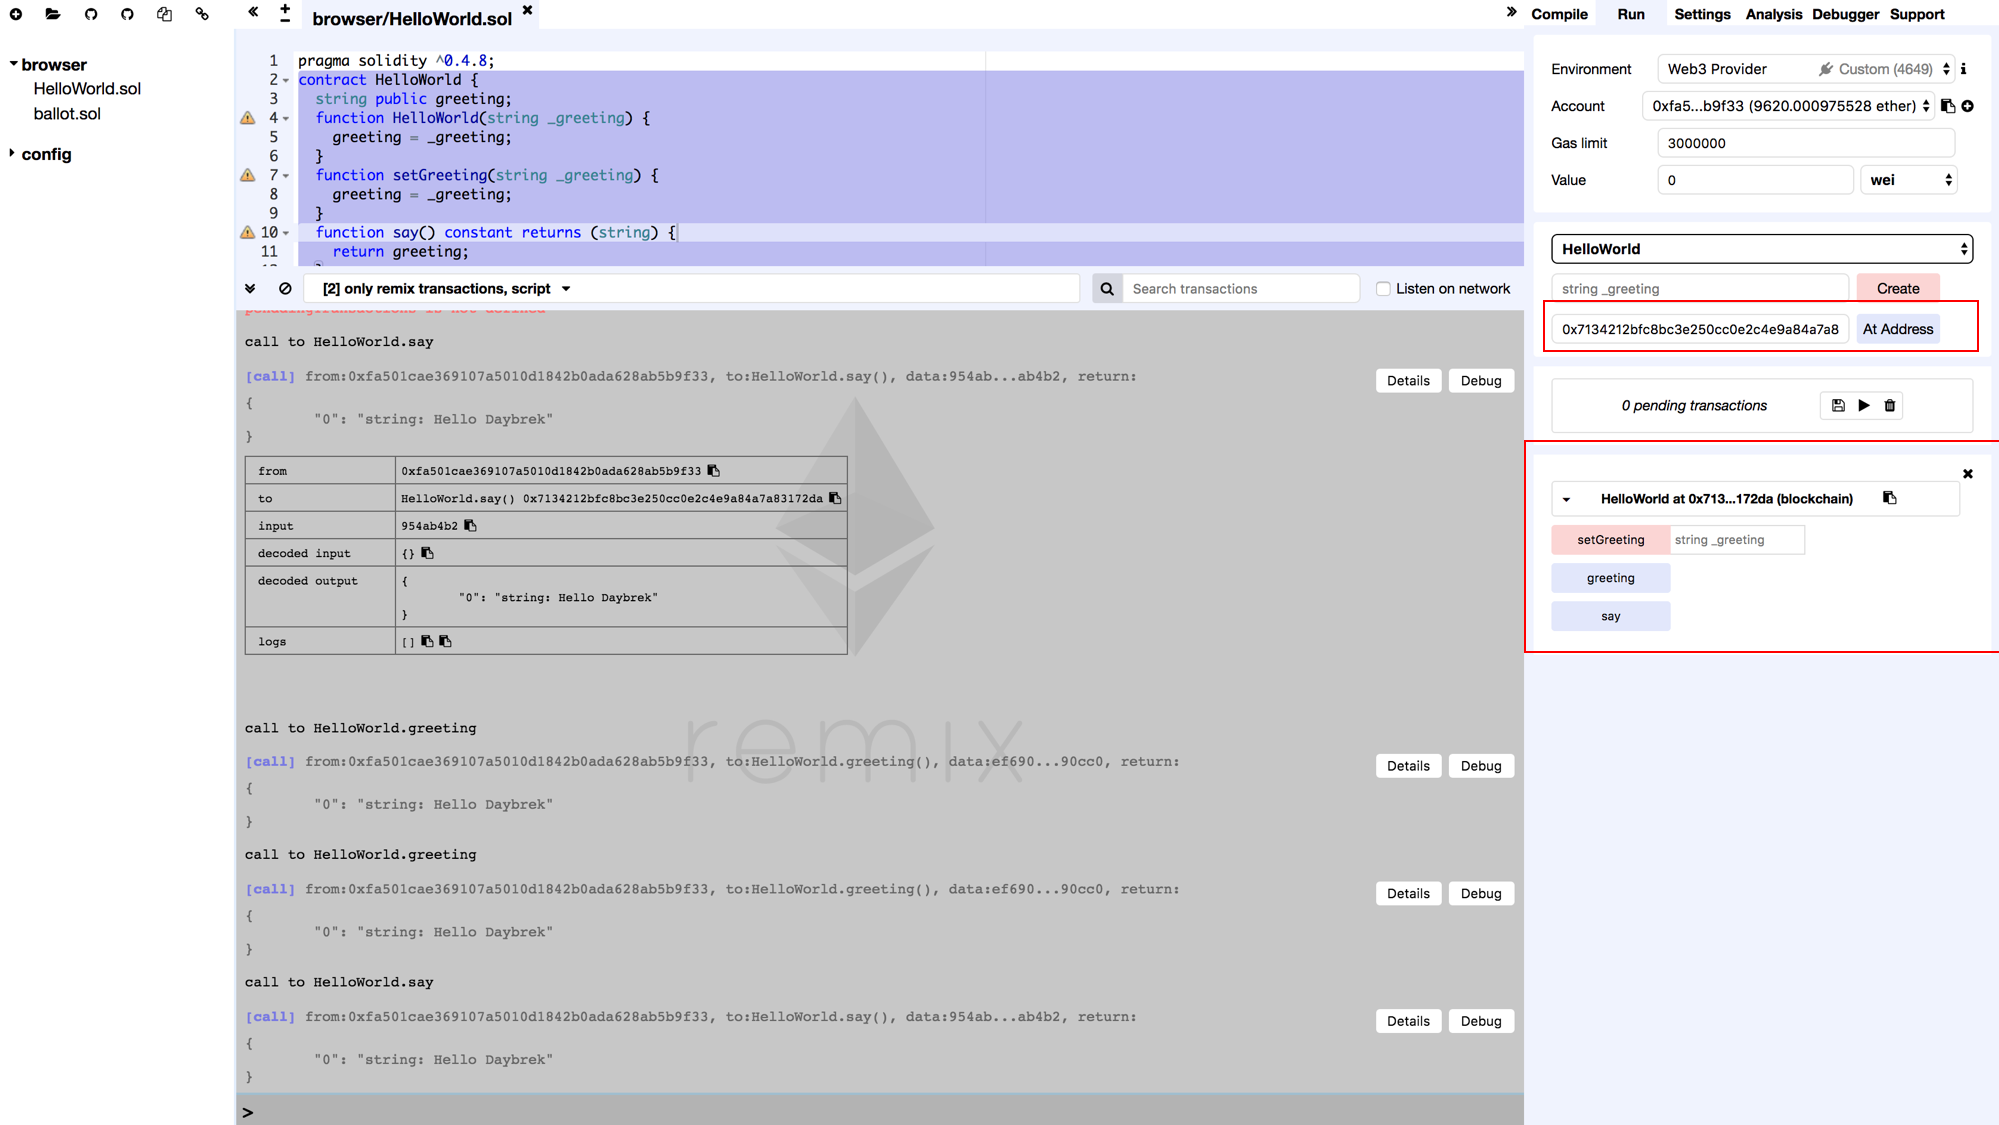 browser/HelloWorld.sol
Compile Run Settings Analysis Debugger Support
browser
HelloWorld.sol
ballot.sol
config
1 pragma solidity ^0.4.8;
2 contract HelloWorld {
3 string public greeting;
4 function HelloWorld(string _greeting) {
5 greeting = _greeting;
6 }
7 function setGreeting(string _greeting) {
8 greeting = _greeting;
9 }
10 function say() constant returns (string) {
11 return greeting;
[2] only remix transactions, script
Search transactions
Listen on network
pendingTransactions is not defined
call to HelloWorld.say
[call] from:0xfa501cae369107a5010d1842b0ada628ab5b9f33, to:HelloWorld.say(), data:954ab...ab4b2, return:
Details Debug
{
"0": "string: Hello Daybrek"
}
from 0xfa501cae369107a5010d1842b0ada628ab5b9f33
to HelloWorld.say() 0x7134212bfc8bc3e250cc0e2c4e9a84a7a83172da
input 954ab4b2
decoded input {}
decoded output {
"0": "string: Hello Daybrek"
}
logs []
remix
call to HelloWorld.greeting
[call] from:0xfa501cae369107a5010d1842b0ada628ab5b9f33, to:HelloWorld.greeting(), data:ef690...90cc0, return:
Details Debug
{
"0": "string: Hello Daybrek"
}
call to HelloWorld.greeting
[call] from:0xfa501cae369107a5010d1842b0ada628ab5b9f33, to:HelloWorld.greeting(), data:ef690...90cc0, return:
Details Debug
{
"0": "string: Hello Daybrek"
}
call to HelloWorld.say
[call] from:0xfa501cae369107a5010d1842b0ada628ab5b9f33, to:HelloWorld.say(), data:954ab...ab4b2, return:
Details Debug
{
"0": "string: Hello Daybrek"
}
>
Environment Web3 Provider Custom (4649)
Account 0xfa5...b9f33 (9620.000975528 ether)
Gas limit 3000000
Value 0 wei
HelloWorld
string _greeting Create
0x7134212bfc8bc3e250cc0e2c4e9a84a7a8 At Address
0 pending transactions
HelloWorld at 0x713...172da (blockchain)
setGreeting string _greeting
greeting
say